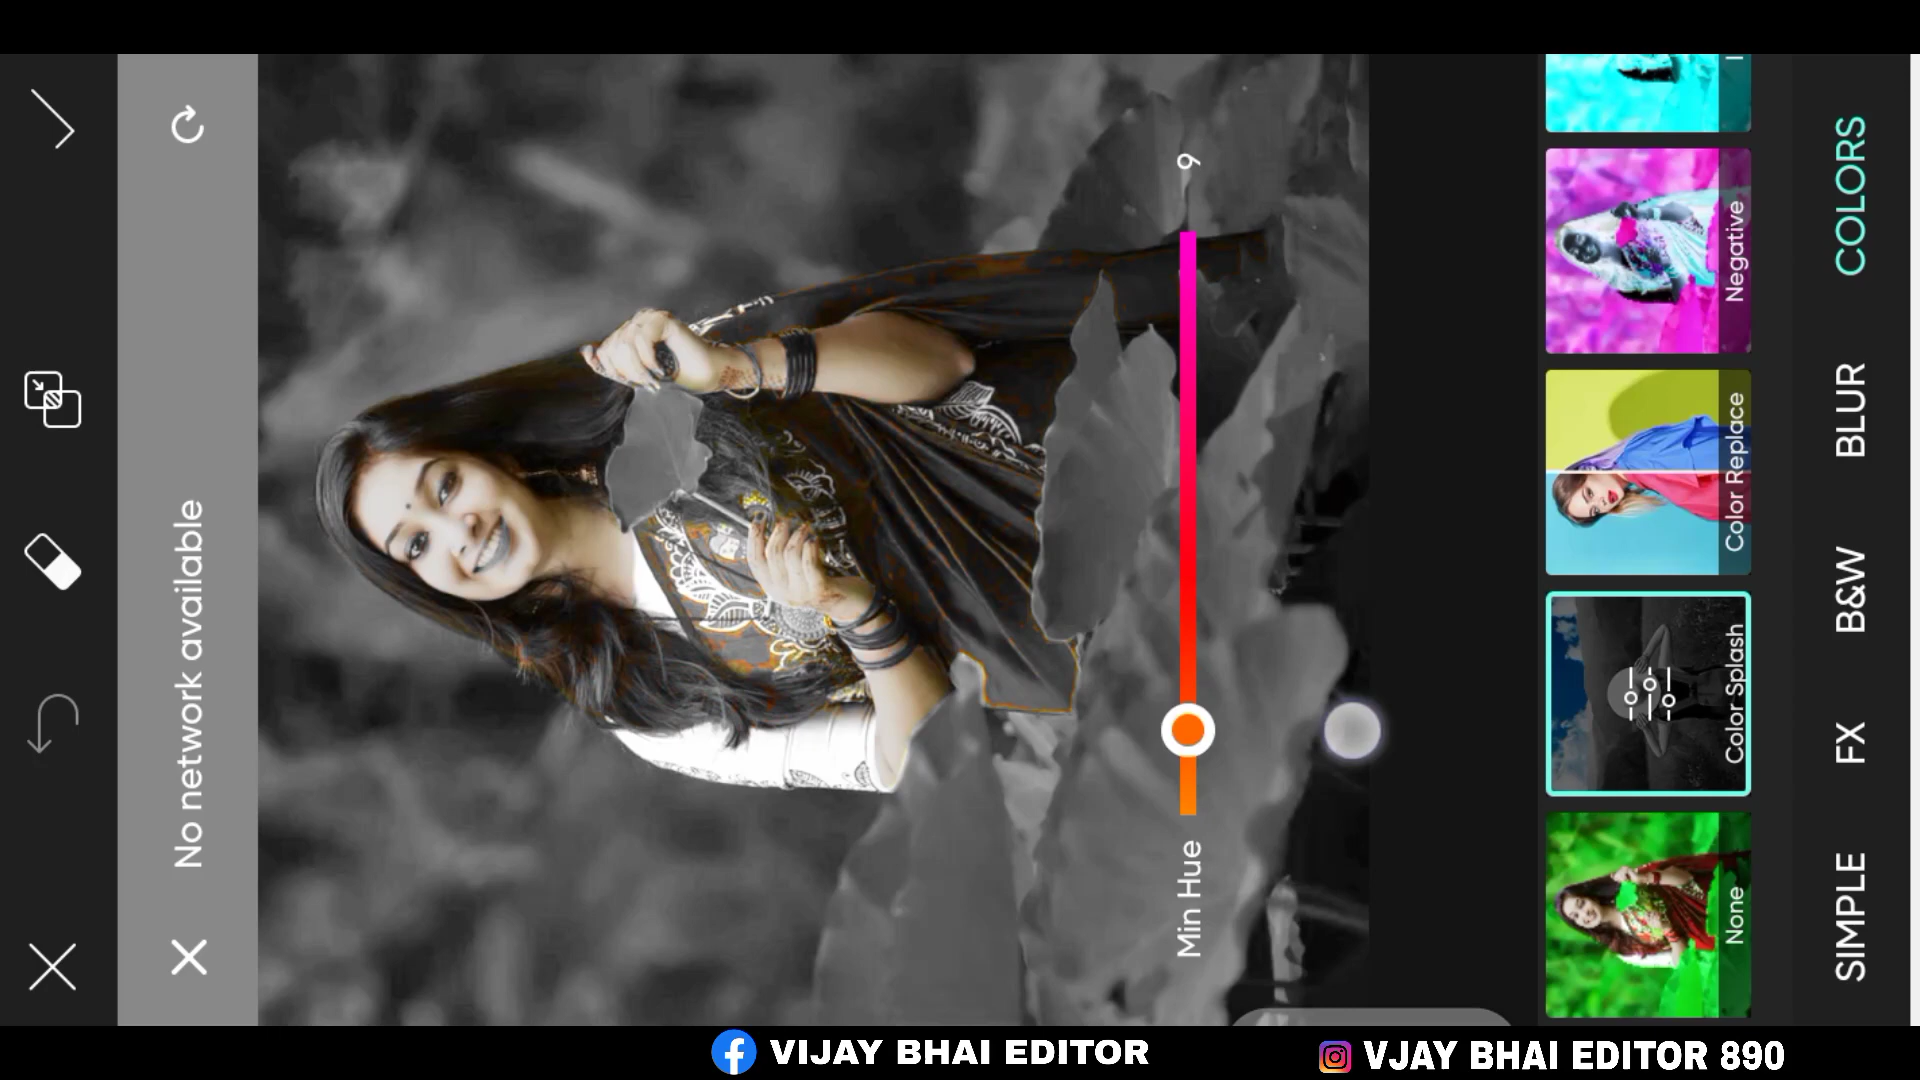 No network available
Min Hue
9
None
Color Splash
Color Replace
Negative
SIMPLE
FX
B&W
BLUR
COLORS
VIJAY BHAI EDITOR
VJAY BHAI EDITOR 890